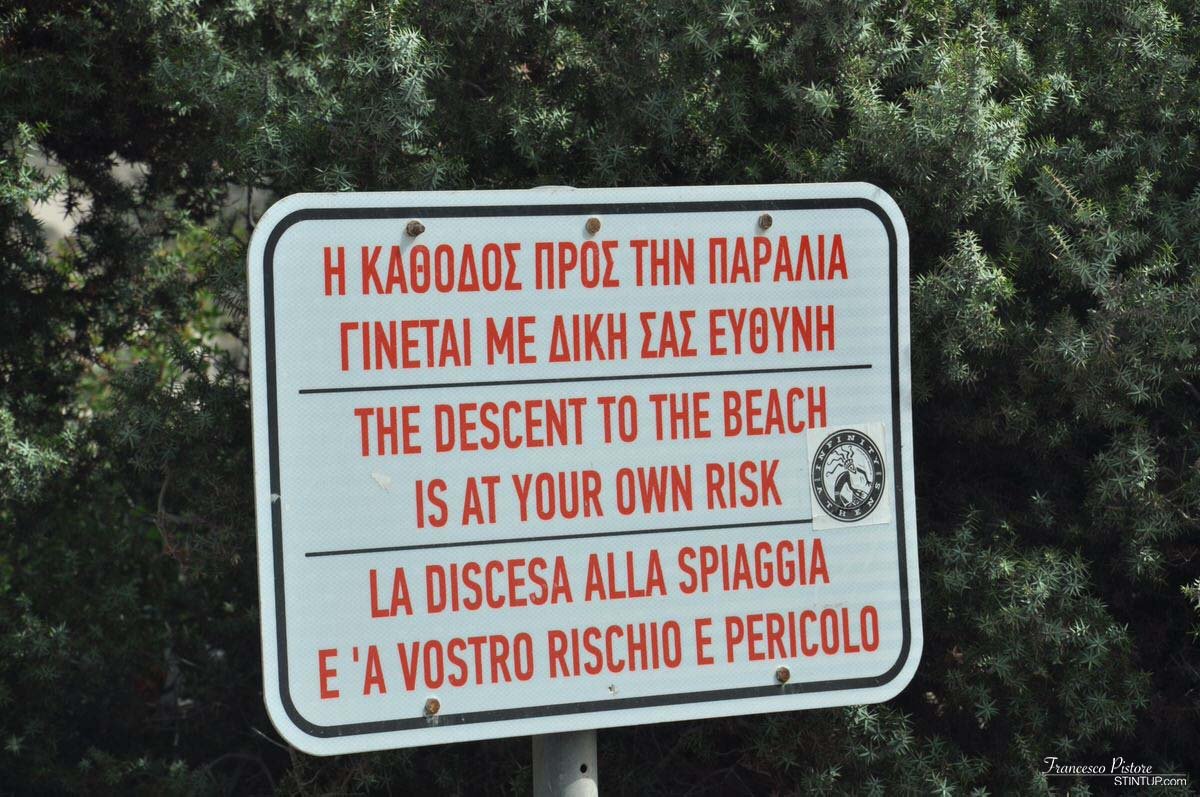 Η ΚΑΘΟΔΟΣ ΠΡΟΣ ΤΗΝ ΠΑΡΑΛΙΑ
ΓΙΝΕΤΑΙ ΜΕ ΔΙΚΗ ΣΑΣ ΕΥΘΥΝΗ
THE DESCENT TO THE BEACH
IS AT YOUR OWN RISK
INFINITY
ATHENS
LA DISCESA ALLA SPIAGGIA
E 'A VOSTRO RISCHIO E PERICOLO
Francesco Pistore
STINTUP.com